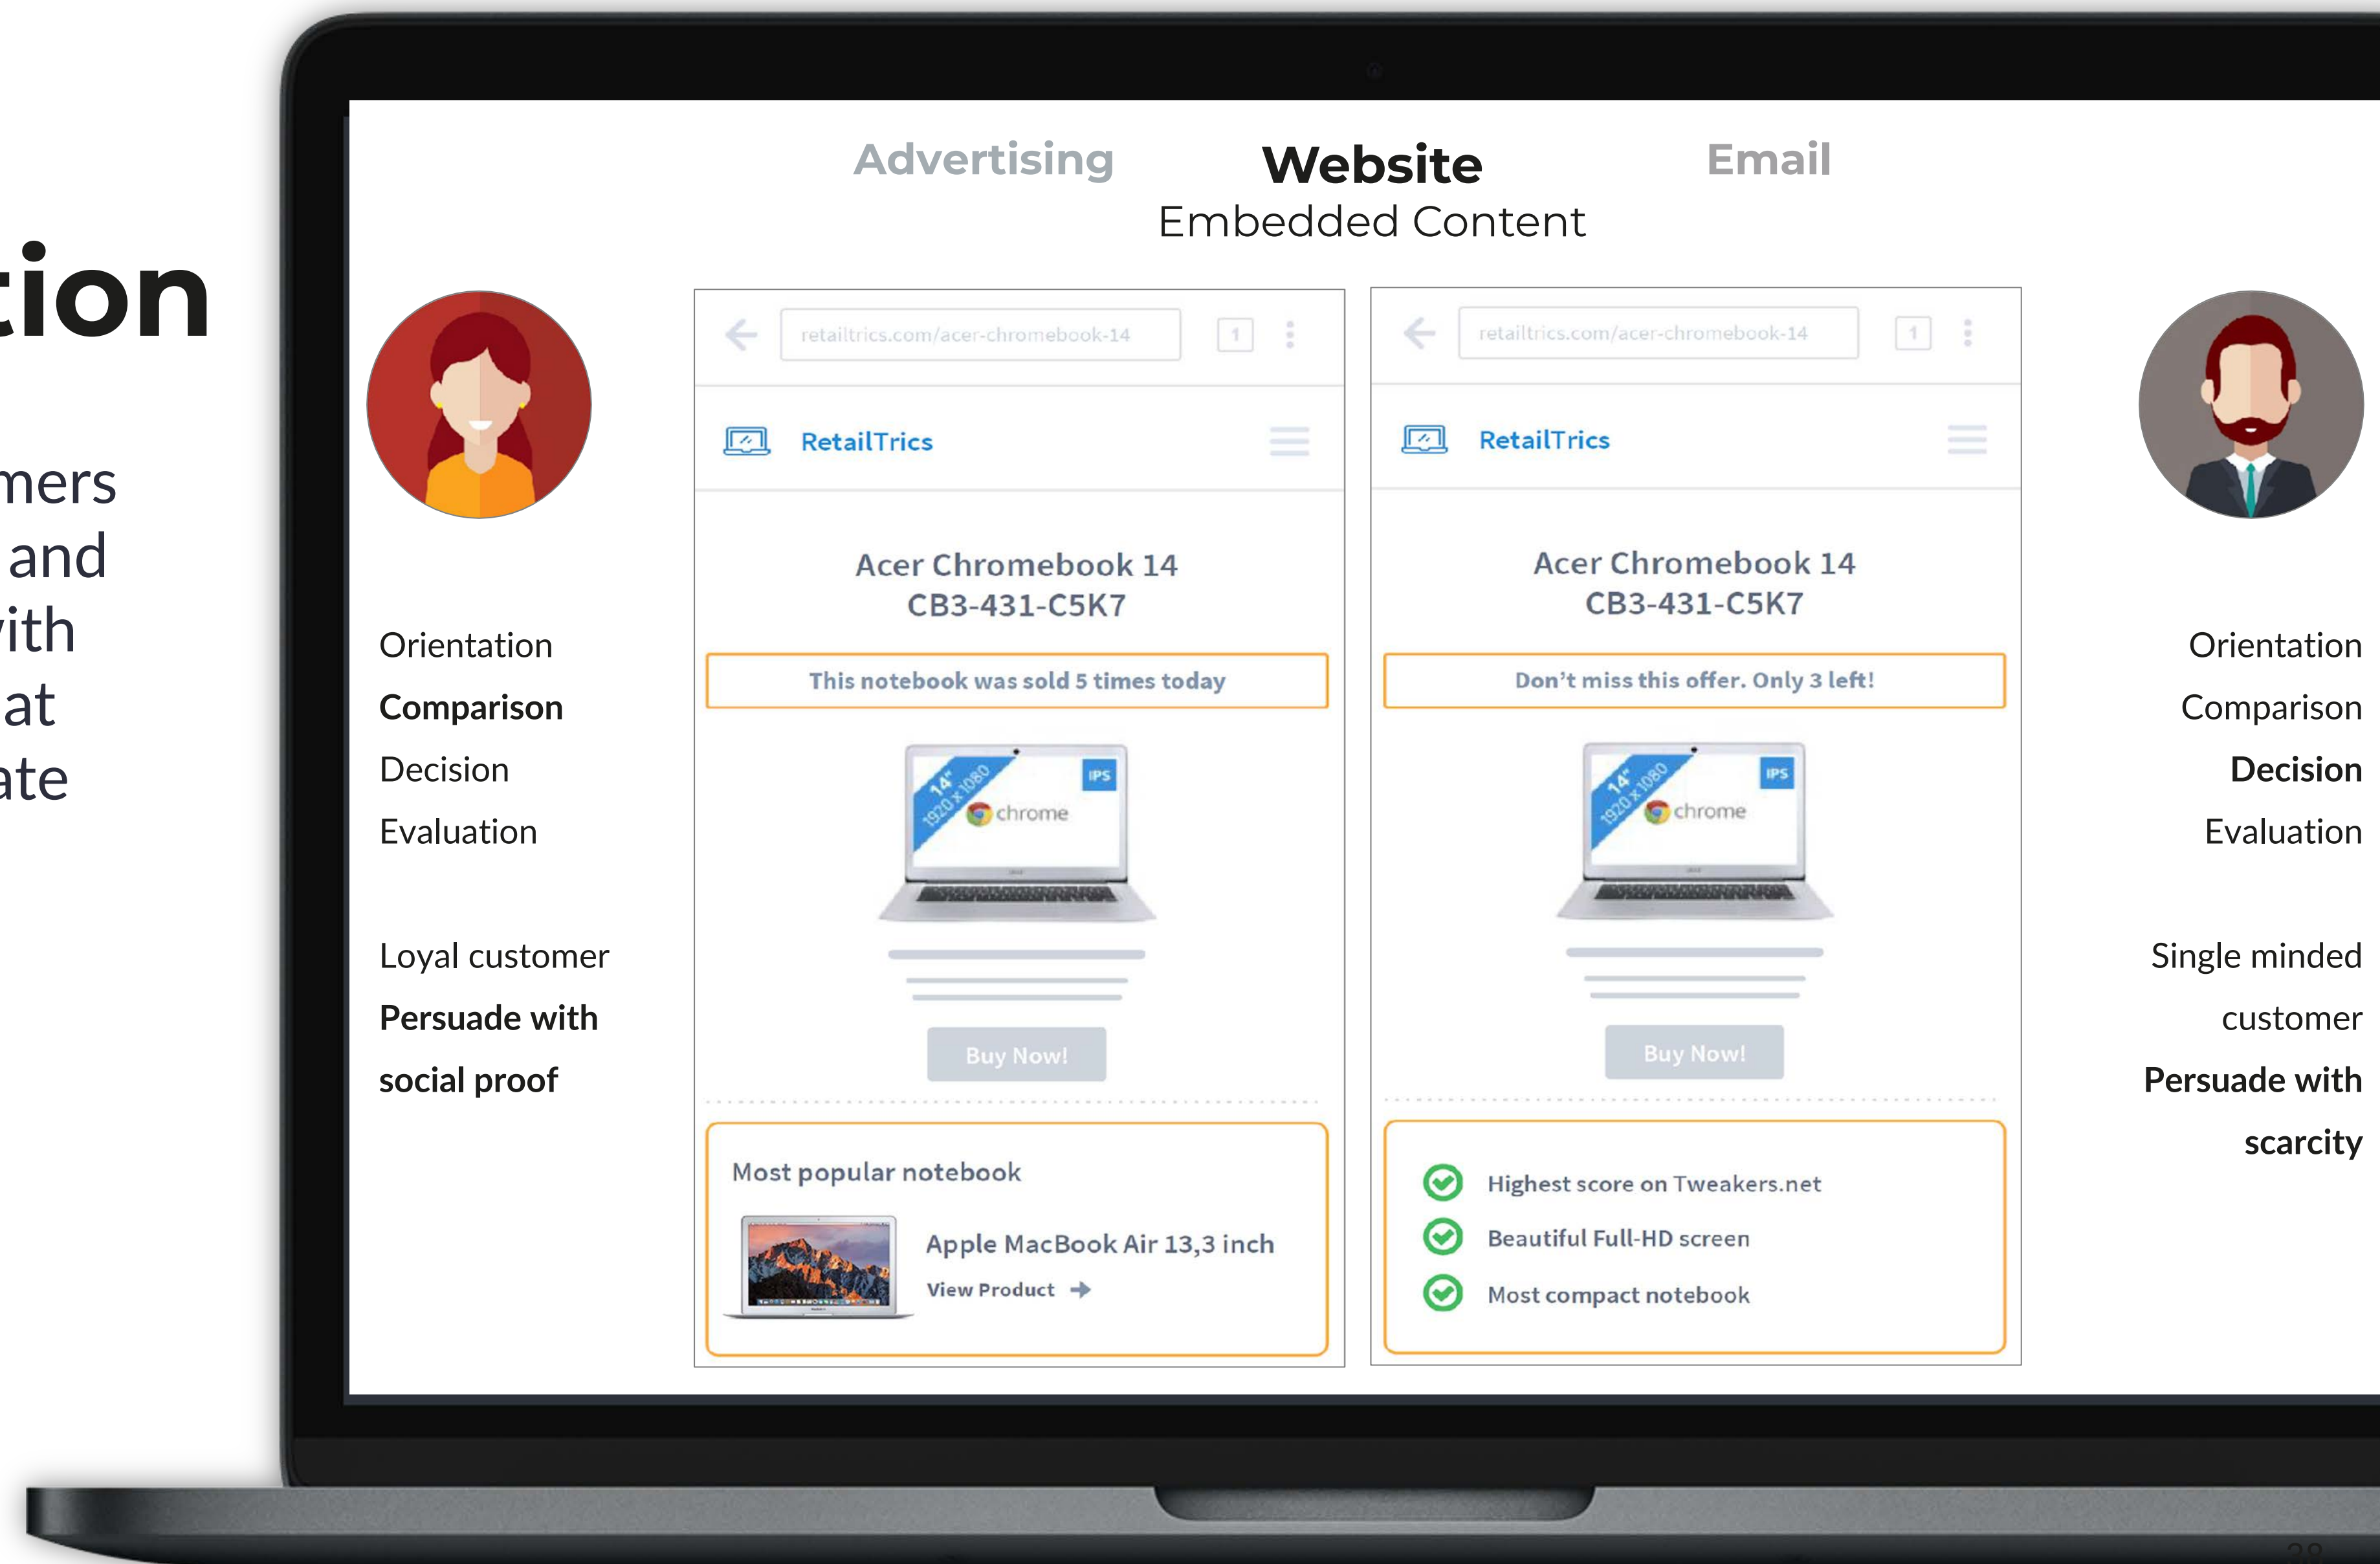 tion
mers
and
with
at
ate
Advertising
Website
Email
Embedded Content
Orientation
Comparison
Decision
Evaluation
Loyal customer
Persuade with
social proof
retailtrics.com/acer-chromebook-14
1
RetailTrics
Acer Chromebook 14
CB3-431-C5K7
This notebook was sold 5 times today
14"
1920 x 1080
IPS
chrome
acer
Buy Now!
Most popular notebook
Apple MacBook Air 13,3 inch
View Product
retailtrics.com/acer-chromebook-14
1
RetailTrics
Acer Chromebook 14
CB3-431-C5K7
Don't miss this offer. Only 3 left!
14"
1920 x 1080
IPS
chrome
acer
Buy Now!
Highest score on Tweakers.net
Beautiful Full-HD screen
Most compact notebook
Orientation
Comparison
Decision
Evaluation
Single minded
customer
Persuade with
scarcity